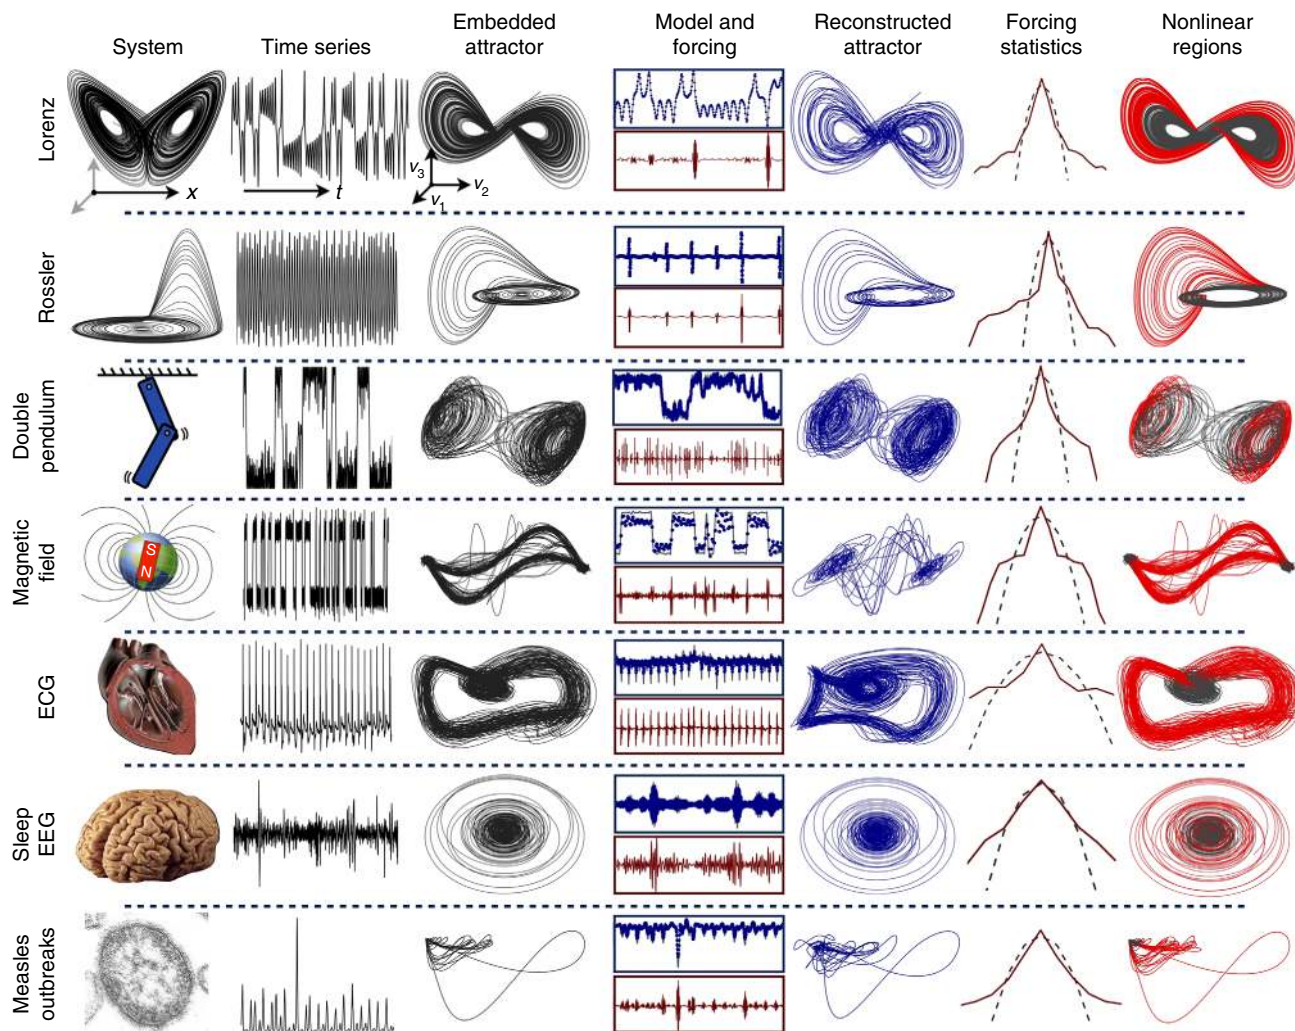 System
Time series
Embedded
attractor
Model and
forcing
Reconstructed
attractor
Forcing
statistics
Nonlinear
regions
Lorenz
x
t
v3
v2
v1
Rossler
Double
pendulum
Magnetic
field
S
N
ECG
Sleep
EEG
Measles
outbreaks